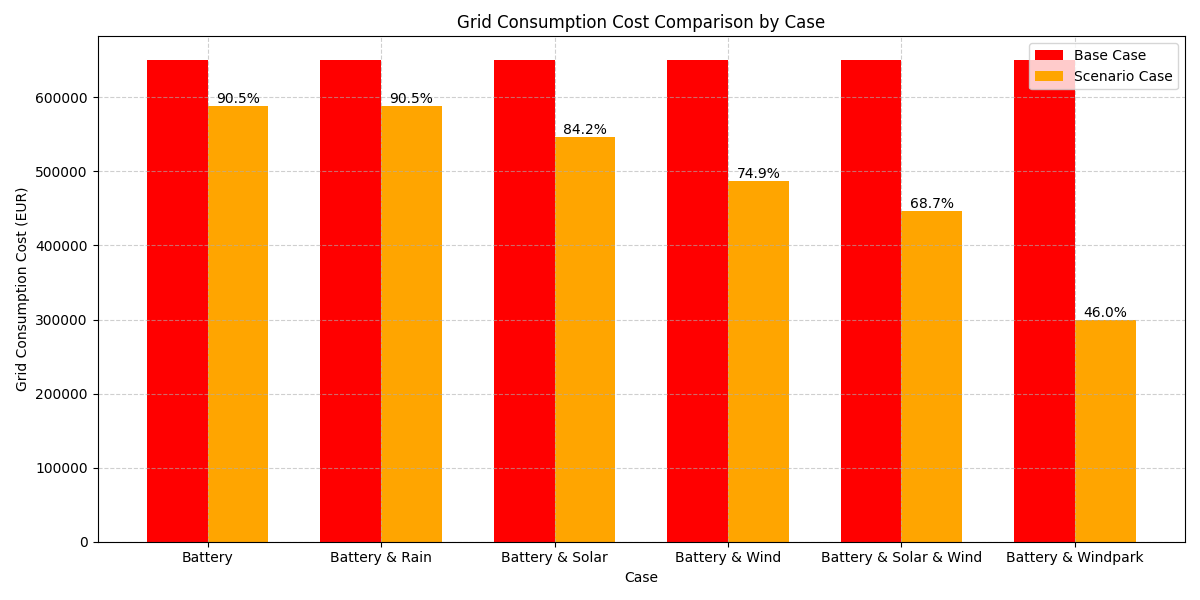 Grid Consumption Cost Comparison by Case
Base Case
Scenario Case
Grid Consumption Cost (EUR)
600000
500000
400000
300000
200000
100000
0
90.5%
90.5%
84.2%
74.9%
68.7%
46.0%
Battery
Battery & Rain
Battery & Solar
Battery & Wind
Battery & Solar & Wind
Battery & Windpark
Case